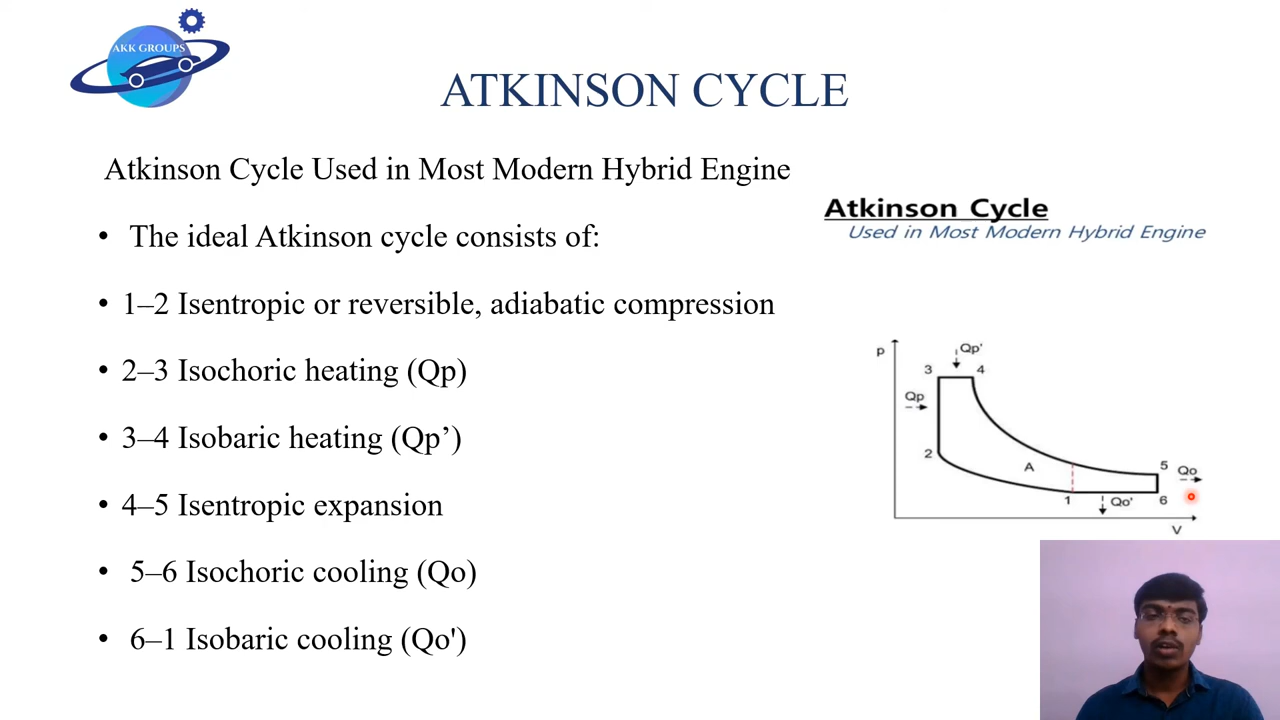 AKK GROUPS
ATKINSON CYCLE
Atkinson Cycle Used in Most Modern Hybrid Engine
• The ideal Atkinson cycle consists of:
• 1–2 Isentropic or reversible, adiabatic compression
• 2–3 Isochoric heating (Qp)
• 3–4 Isobaric heating (Qp’)
• 4–5 Isentropic expansion
• 5–6 Isochoric cooling (Qo)
• 6–1 Isobaric cooling (Qo')
Atkinson Cycle
Used in Most Modern Hybrid Engine
p
Qp'
3
4
Qp
2
A
5
Qo
1
Qo'
6
V